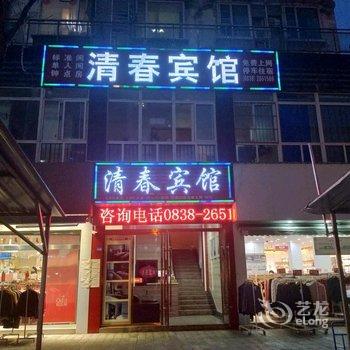 标准间
单人间
钟点房
清春宾馆
免费上网
停车住宿
清春宾馆
咨询电话0838-2651
艺龙
eLong